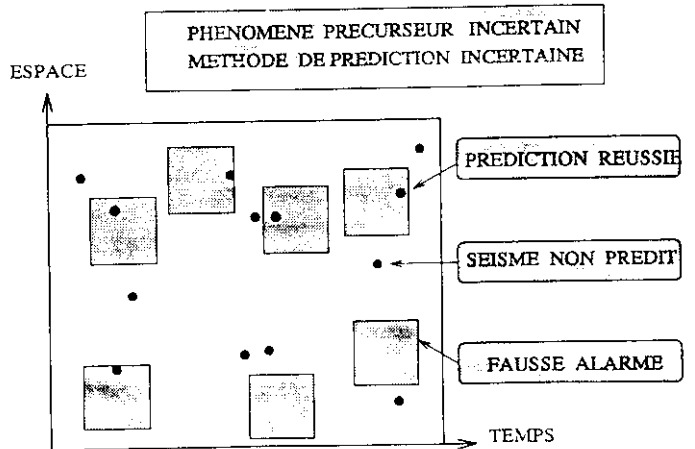 PHENOMENE PRECURSEUR INCERTAIN
METHODE DE PREDICTION INCERTAINE
ESPACE
PREDICTION REUSSIE
SEISME NON PREDIT
FAUSSE ALARME
TEMPS